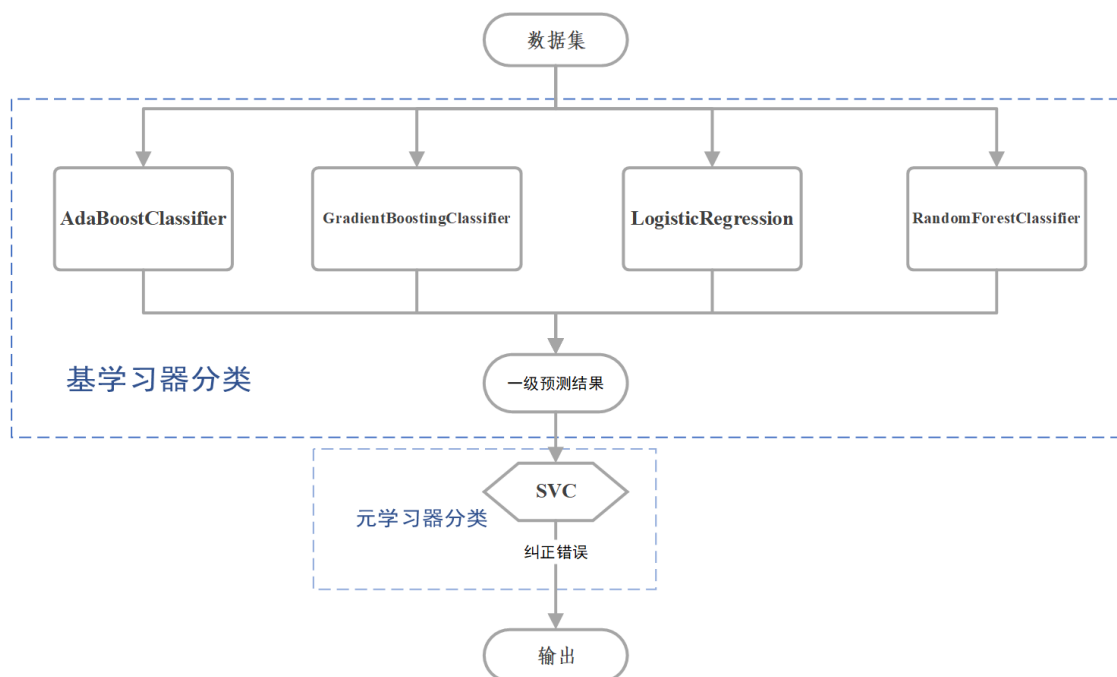 数据集
AdaBoostClassifier
GradientBoostingClassifier
LogisticRegression
RandomForestClassifier
基学习器分类
一级预测结果
SVC
元学习器分类
纠正错误
输出